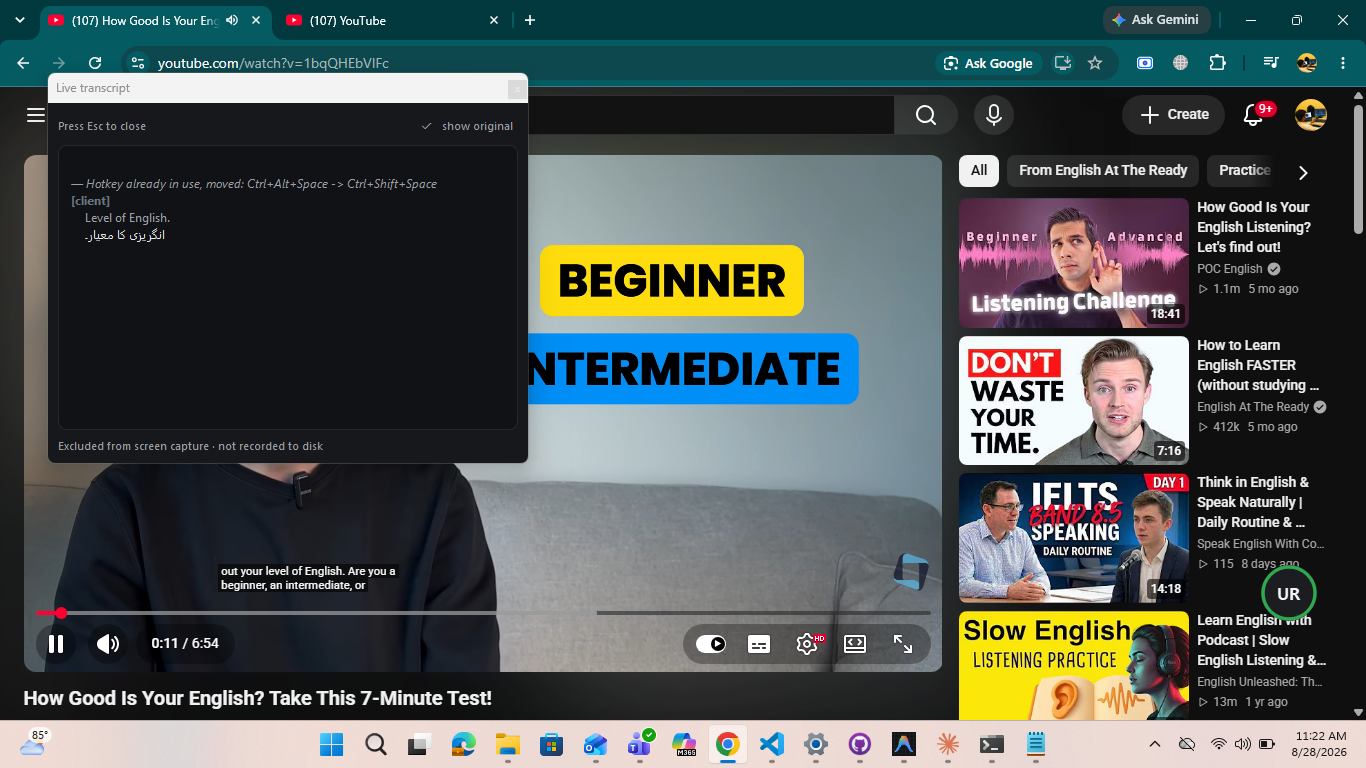 (107) How Good Is Your Eng
(107) YouTube
Ask Gemini
youtube.com/watch?v=1bqQHEbVIFc
Ask Google
Live transcript
x
Press Esc to close
show original
— Hotkey already in use, moved: Ctrl+Alt+Space -> Ctrl+Shift+Space
[client]
Level of English.
انگریزی کا معیار۔
Excluded from screen capture · not recorded to disk
Create
9+
BEGINNER
NTERMEDIATE
out your level of English. Are you a
beginner, an intermediate, or
0:11 / 6:54
HD
How Good Is Your English? Take This 7-Minute Test!
All
From English At The Ready
Practice
Beginner Advanced
Listening Challenge
18:41
How Good Is Your
English Listening?
Let's find out!
POC English
1.1m 5 mo ago
DON'T
WASTE
YOUR
TIME.
7:16
How to Learn
English FASTER
(without studying ...
English At The Ready
412k 5 mo ago
DAY 1
IELTS
BAND 8.5
SPEAKING
DAILY ROUTINE
14:18
Think in English &
Speak Naturally |
Daily Routine & ...
Speak English With Co...
115 8 days ago
UR
Slow English
LISTENING PRACTICE
Learn English with
Podcast | Slow
English Listening &...
English Unleashed: Th...
13m 1 yr ago
85°
M365
11:22 AM
8/28/2026